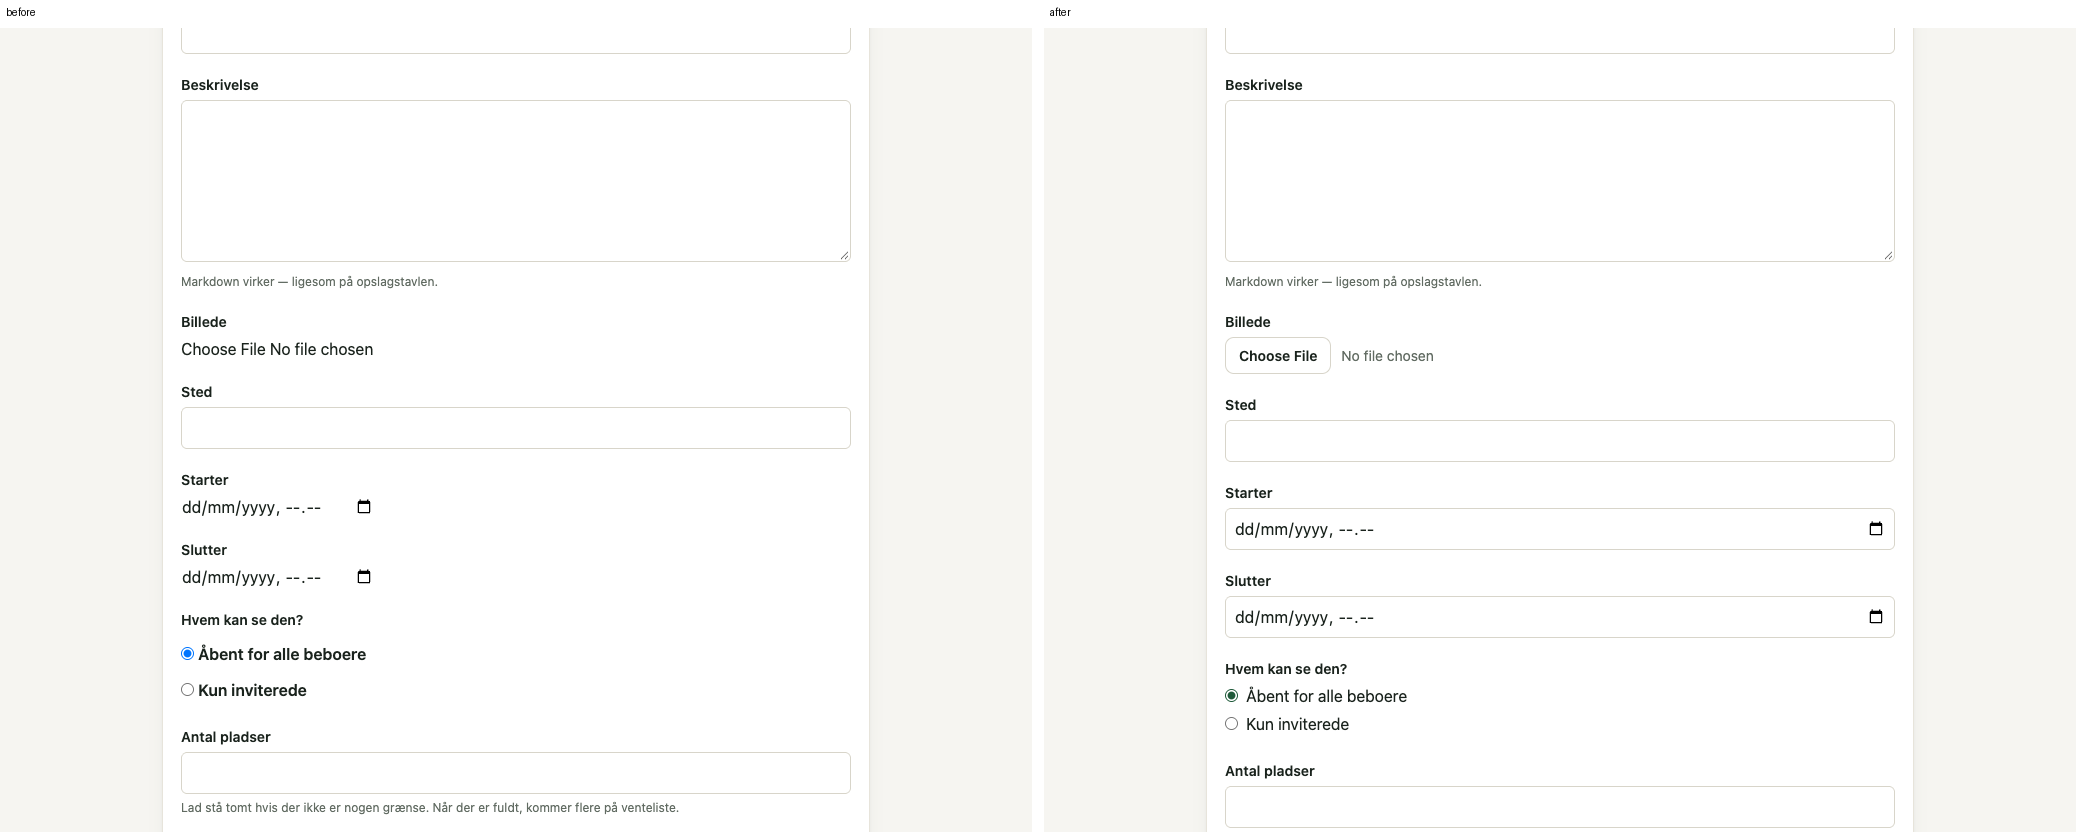 before
Beskrivelse
Markdown virker — ligesom på opslagstavlen.
Billede
Choose File No file chosen
Sted
Starter
dd/mm/yyyy, --.--
Slutter
dd/mm/yyyy, --.--
Hvem kan se den?
Åbent for alle beboere
Kun inviterede
Antal pladser
Lad stå tomt hvis der ikke er nogen grænse. Når der er fuldt, kommer flere på venteliste.
after
Beskrivelse
Markdown virker — ligesom på opslagstavlen.
Billede
Choose File No file chosen
Sted
Starter
dd/mm/yyyy, --.--
Slutter
dd/mm/yyyy, --.--
Hvem kan se den?
Åbent for alle beboere
Kun inviterede
Antal pladser